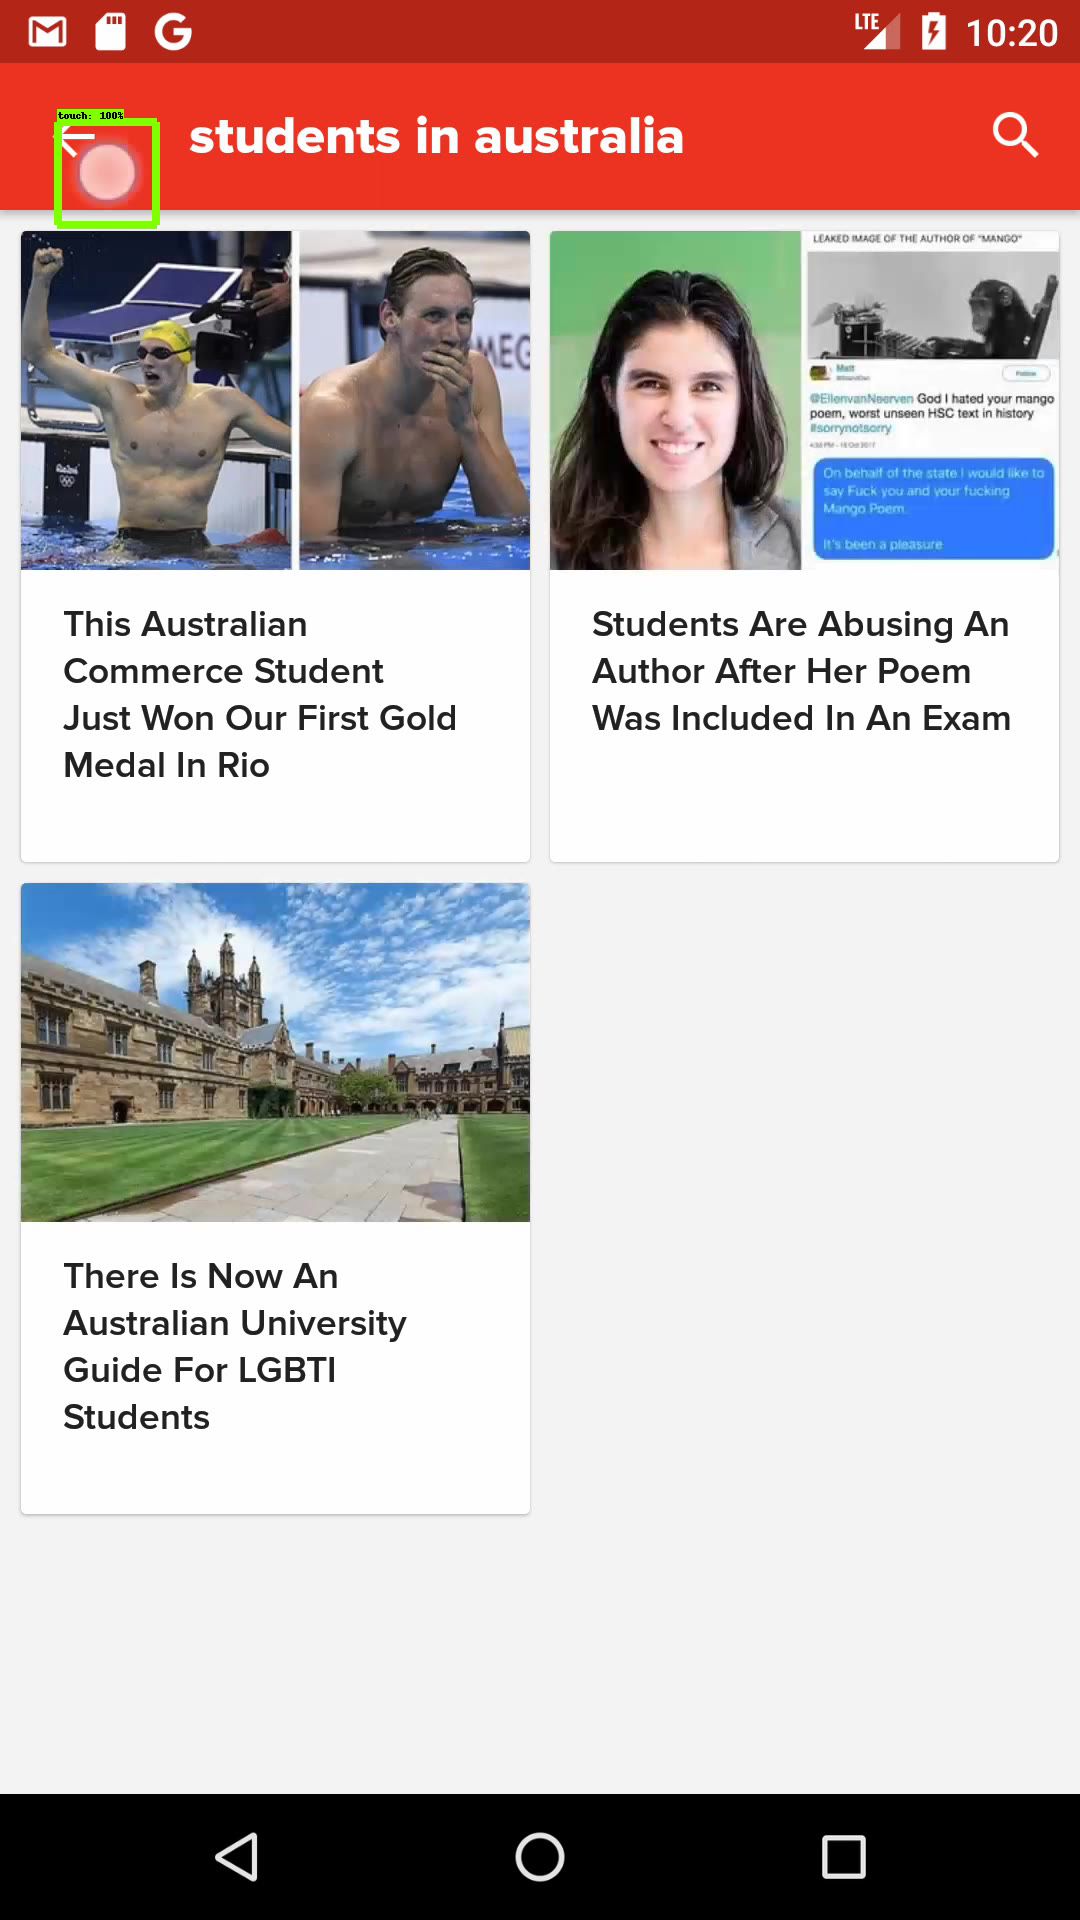 LTE 10:20
touch: 100%
students in australia
LEAKED IMAGE OF THE AUTHOR OF "MANGO"
Matt
Follow
@EllenvanNeerven God I hated your mango
poem, worst unseen HSC text in history
#sorrynotsorry
On behalf of the state I would like to
say Fuck you and your fucking
Mango Poem.
It's been a pleasure
This Australian
Commerce Student
Just Won Our First Gold
Medal In Rio
Students Are Abusing An
Author After Her Poem
Was Included In An Exam
There Is Now An
Australian University
Guide For LGBTI
Students